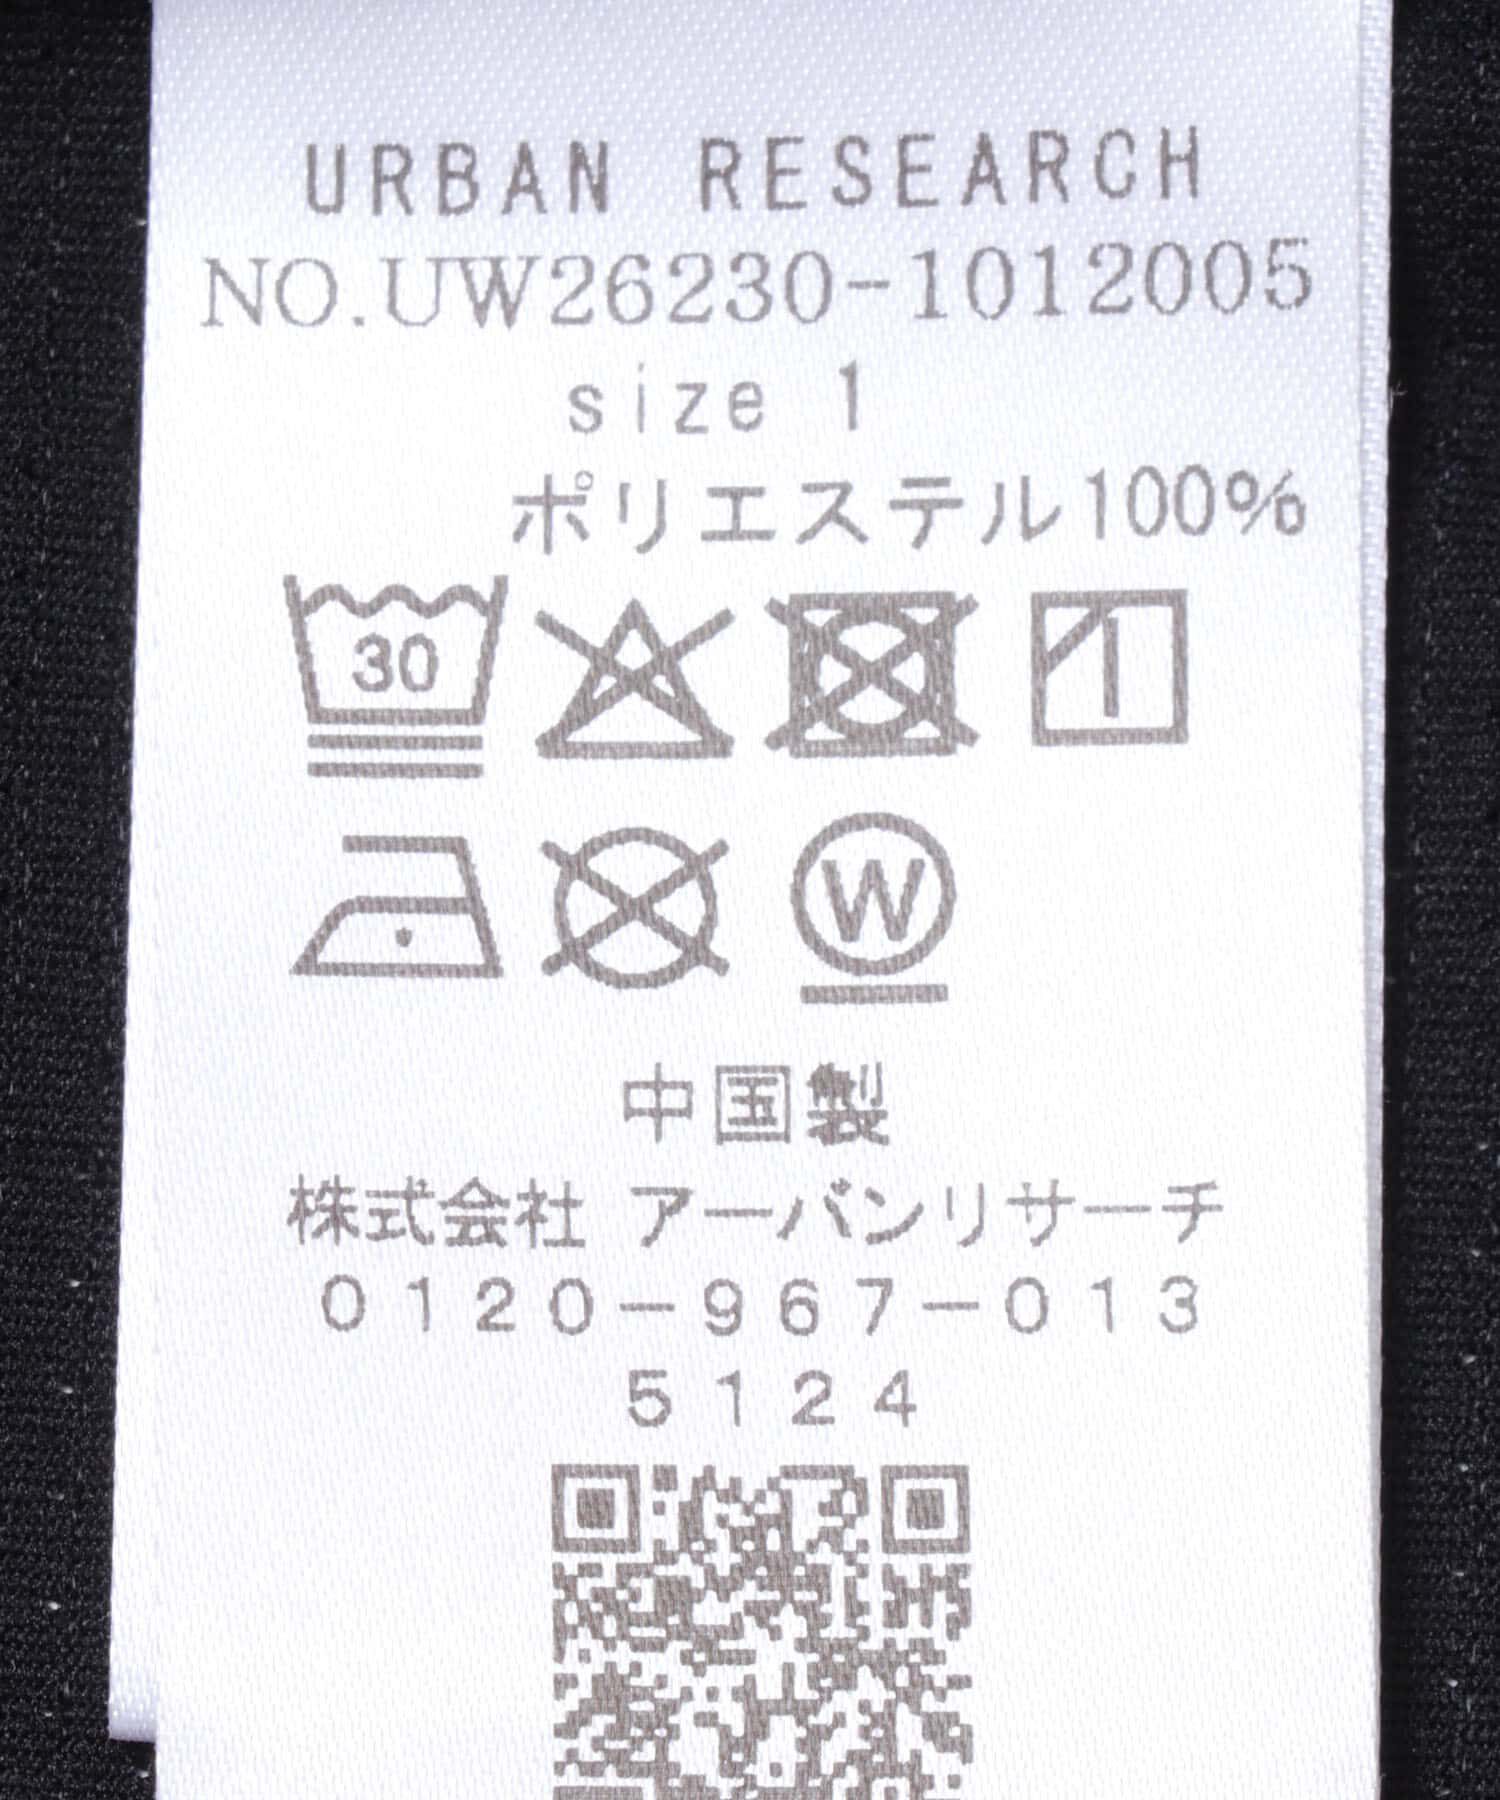 URBAN RESEARCH
NO.UW26230-1012005
size 1
ポリエステル100%
30
W
中国製
株式会社 アーバンリサーチ
0120-967-013
5124